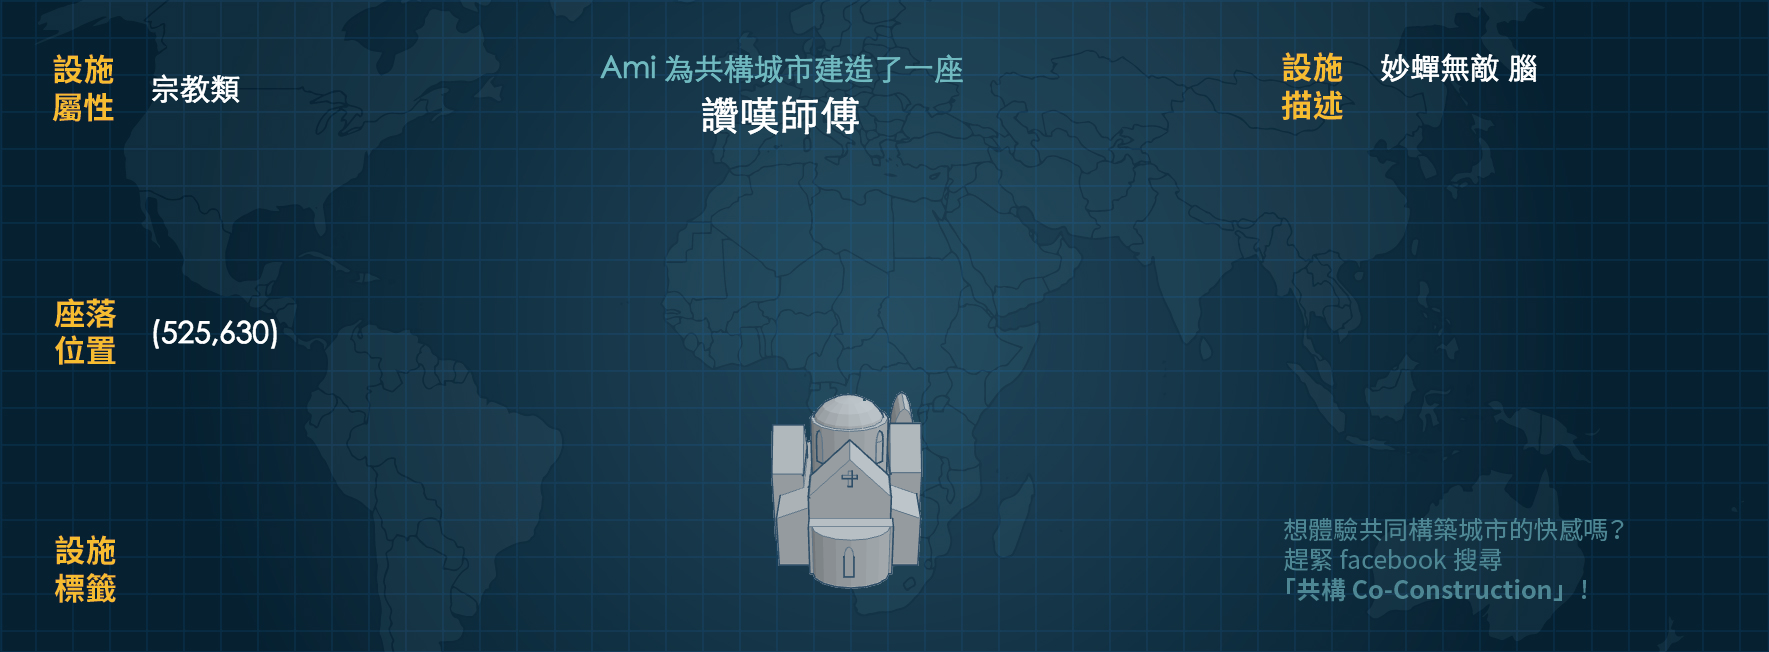 設施
屬性
宗教類
Ami 為共構城市建造了一座
讚嘆師傅
設施
描述
妙蟬無敵 腦
座落
位置
(525,630)
設施
標籤
想體驗共同構築城市的快感嗎？
趕緊 facebook 搜尋
「共構 Co-Construction」！